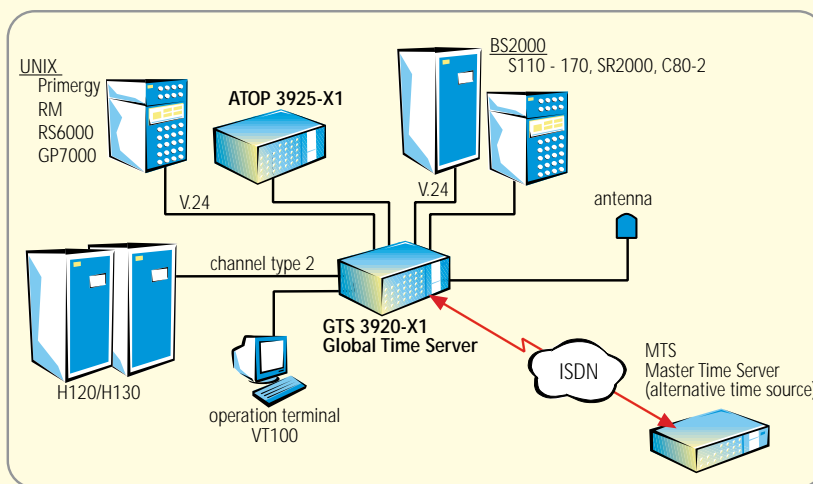 UNIX
Primergy
RM
RS6000
GP7000
ATOP 3925-X1
BS2000
S110 - 170, SR2000, C80-2
V.24
V.24
antenna
channel type 2
GTS 3920-X1
Global Time Server
H120/H130
operation terminal
VT100
ISDN
MTS
Master Time Server
(alternative time source)